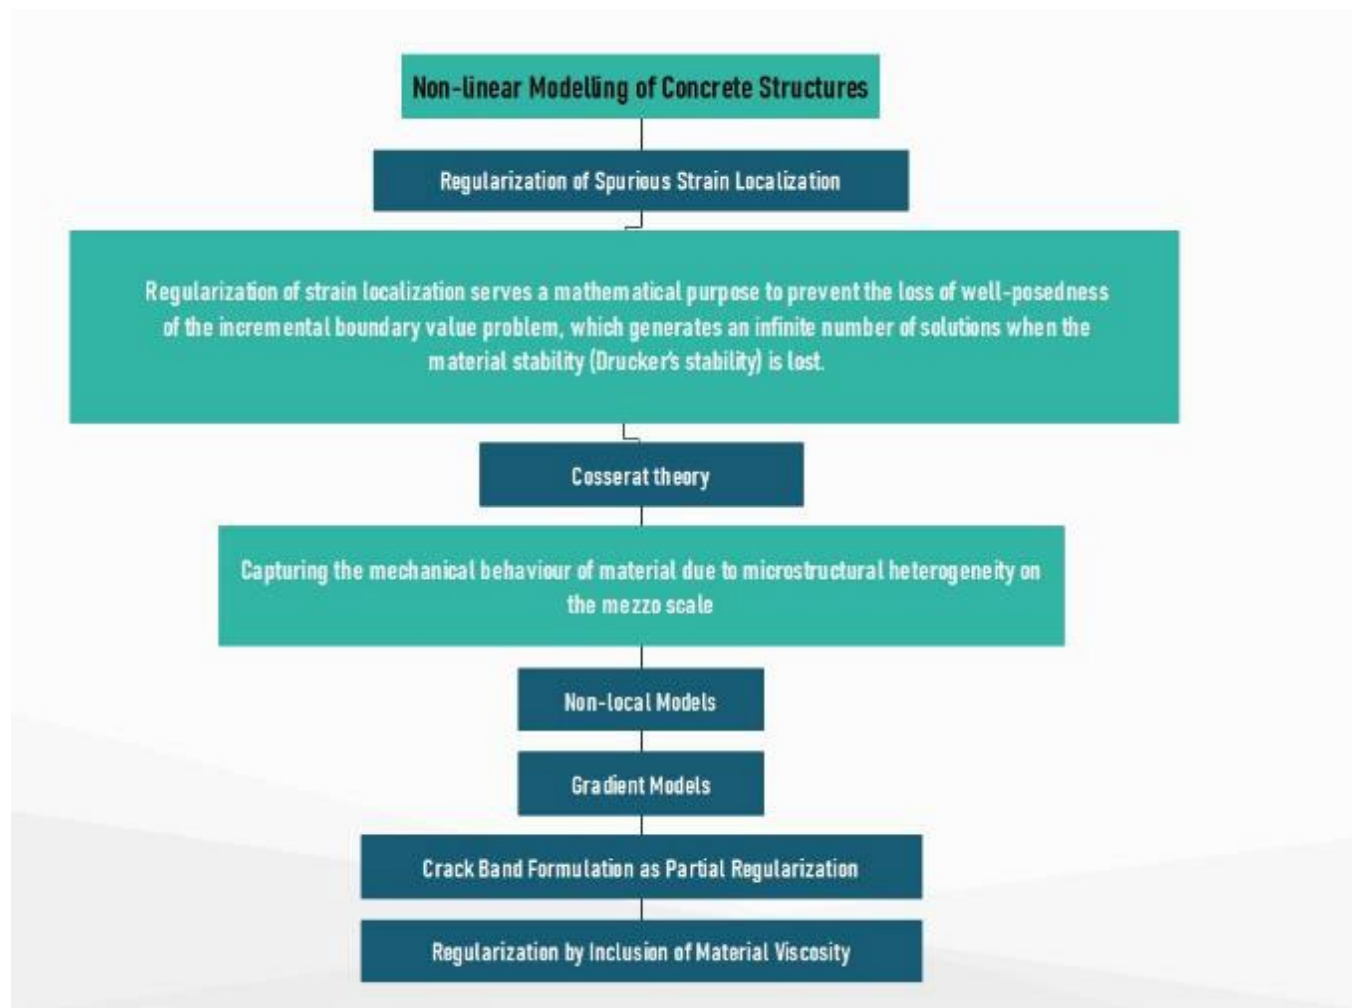 Non-linear Modelling of Concrete Structures
Regularization of Spurious Strain Localization
Regularization of strain localization serves a mathematical purpose to prevent the loss of well-posedness
of the incremental boundary value problem, which generates an infinite number of solutions when the
material stability (Drucker's stability) is lost.
Cosserat theory
Capturing the mechanical behaviour of material due to microstructural heterogeneity on
the mezzo scale
Non-local Models
Gradient Models
Crack Band Formulation as Partial Regularization
Regularization by Inclusion of Material Viscosity